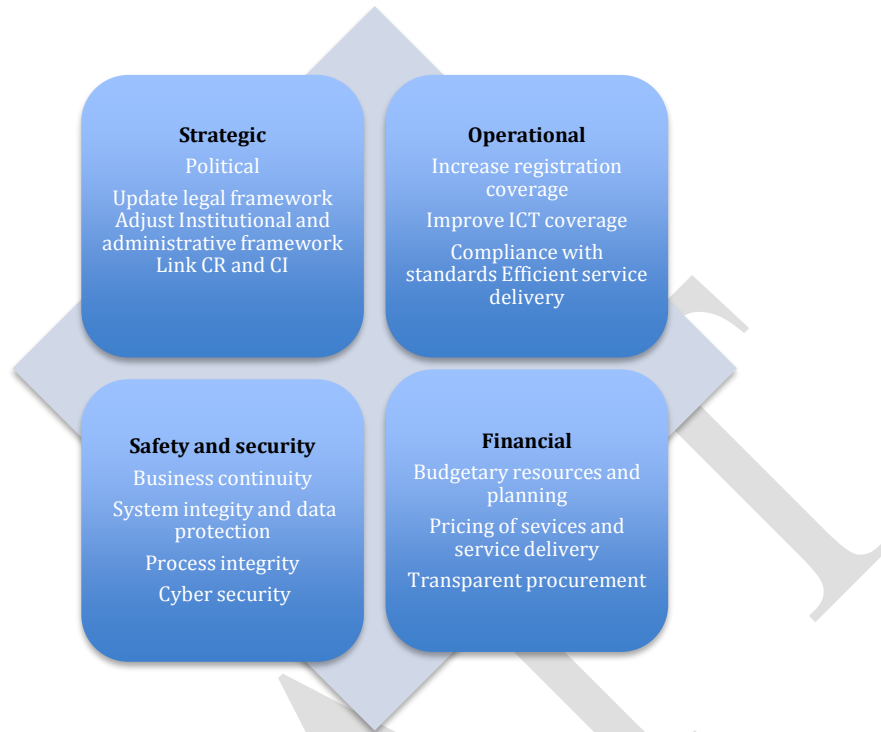 Strategic
Political
Update legal framework
Adjust Institutional and
administrative framework
Link CR and CI
Operational
Increase registration
coverage
Improve ICT coverage
Compliance with
standards Efficient service
delivery
Safety and security
Business continuity
System integity and data
protection
Process integrity
Cyber security
Financial
Budgetary resources and
planning
Pricing of sevices and
service delivery
Transparent procurement